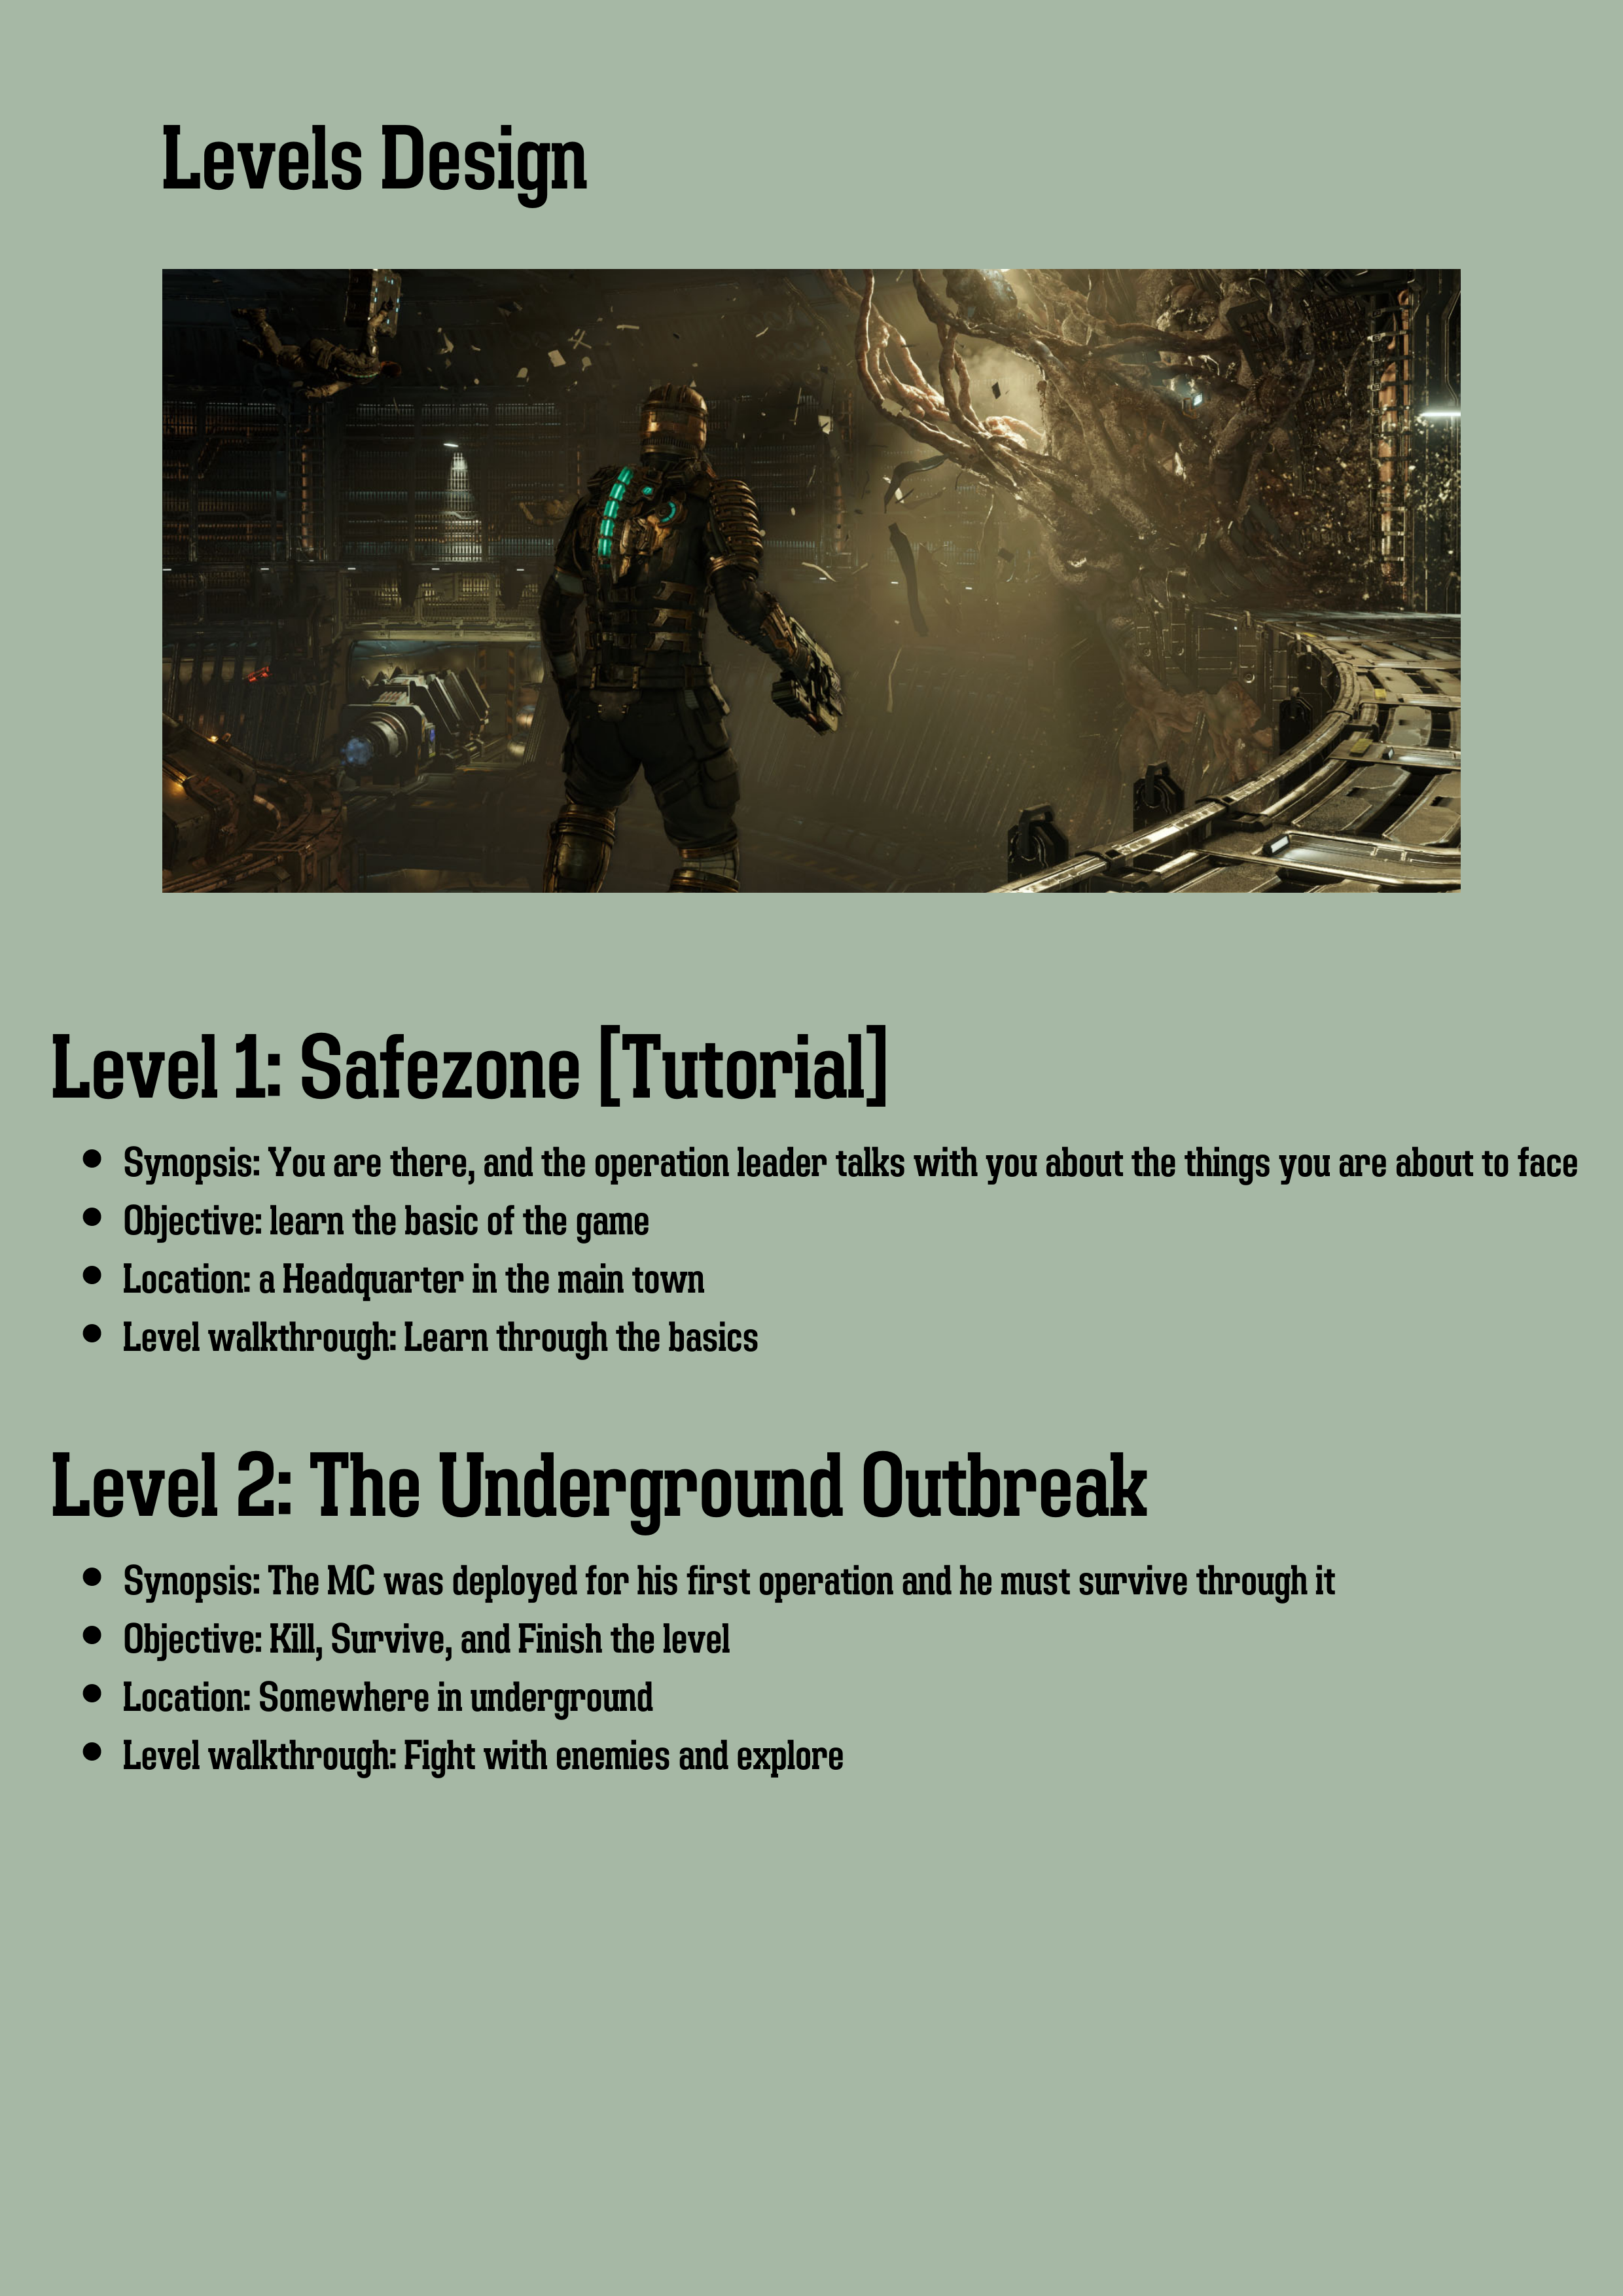 Levels Design
Level 1: Safezone [Tutorial]
Synopsis: You are there, and the operation leader talks with you about the things you are about to face
Objective: learn the basic of the game
Location: a Headquarter in the main town
Level walkthrough: Learn through the basics
Level 2: The Underground Outbreak
Synopsis: The MC was deployed for his first operation and he must survive through it
Objective: Kill, Survive, and Finish the level
Location: Somewhere in underground
Level walkthrough: Fight with enemies and explore